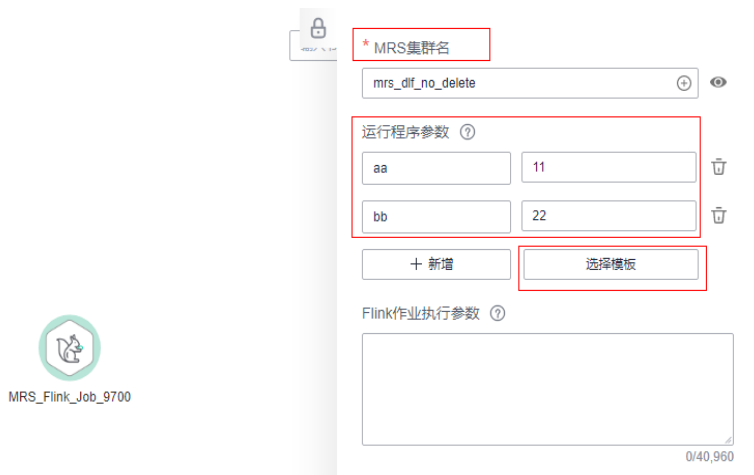 * MRS集群名
mrs_dlf_no_delete
运行程序参数 ?
aa 11
bb 22
+ 新增 选择模板
Flink作业执行参数 ?
0/40,960
MRS_Flink_Job_9700